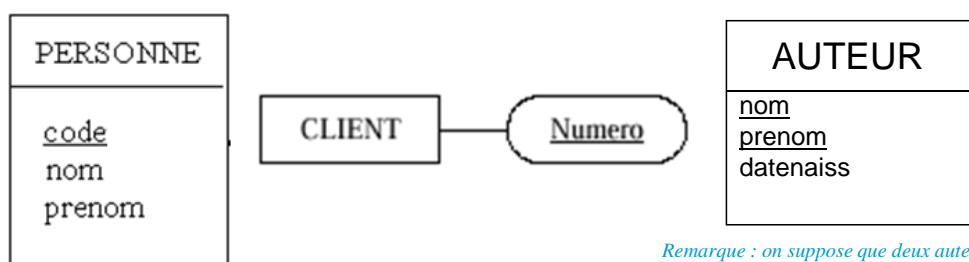 PERSONNE
code
nom
prenom
CLIENT
Numero
AUTEUR
nom
prenom
datenaiss
Remarque : on suppose que deux aute